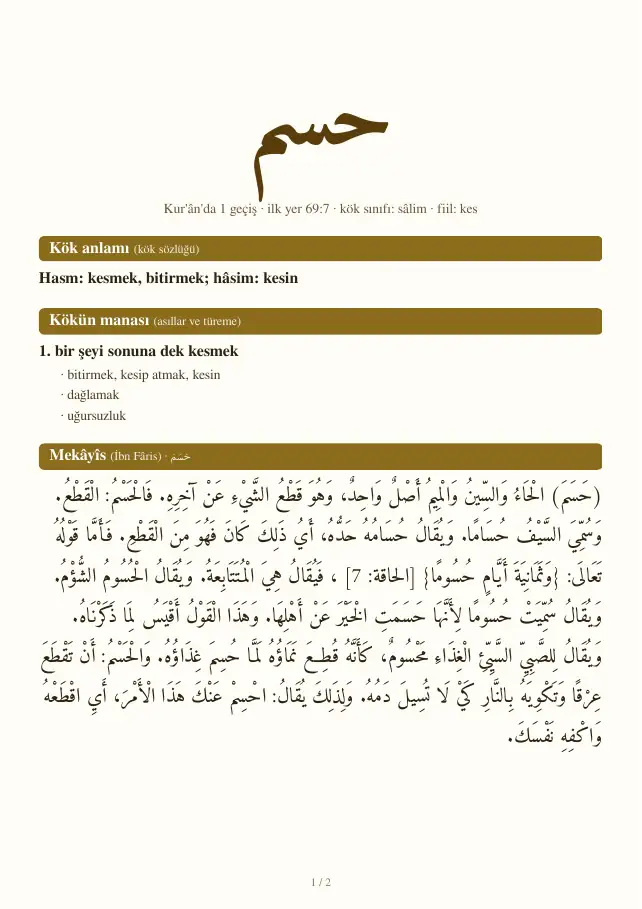 حسم
Kur'ân'da 1 geçiş · ilk yer 69:7 · kök sınıfı: sâlim · fiil: kes
Kök anlamı (kök sözlüğü)
Hasm: kesmek, bitirmek; hâsim: kesin
Kökün manası (asıllar ve türeme)
1. bir şeyi sonuna dek kesmek
· bitirmek, kesip atmak, kesin
· dağlamak
· uğursuzluk
Mekâyîs (İbn Fâris) · حَسَمَ
(حَسَمَ) الْحَاءُ وَالسِّينُ وَالْمِيمُ أَصْلٌ وَاحِدٌ، وَهُوَ قَطْعُ الشَّيْءِ عَنْ آخِرِهِ. فَالْحَسْمُ: الْقَطْعُ.
وَسُمِّيَ السَّيْفُ حُسَامًا. وَيُقَالُ حُسَامُهُ حَدُّهُ، أَيُّ ذَلِكَ كَانَ فَهُوَ مِنَ الْقَطْعِ. فَأَمَّا قَوْلُهُ
تَعَالَى: {وَثَمَانِيَةَ أَيَّامٍ حُسُومًا} [الحاقة: 7] ، فَيُقَالُ هِيَ الْمُتَتَابِعَةُ. وَيُقَالُ الْحُسُومُ الشُّؤْمُ.
وَيُقَالُ سُمِّيَتْ حُسُومًا لِأَنَّهَا حَسَمَتِ الْخَيْرَ عَنْ أَهْلِهَا. وَهَذَا الْقَوْلُ أَقْيَسُ لِمَا ذَكَرْنَاهُ.
وَيُقَالُ لِلصَّبِيِّ السَّيِّئِ الْغِذَاءِ مَحْسُومٌ، كَأَنَّهُ قُطِعَ نَمَاؤُهُ لَمَّا حُسِمَ غِذَاؤُهُ. وَالْحَسْمُ: أَنْ تَقْطَعَ
عِرْقًا وَتَكْوِيَهُ بِالنَّارِ كَيْ لَا تُسِيلَ دَمُهُ. وَلِذَلِكَ يُقَالُ: احْسِمْ عَنْكَ هَذَا الْأَمْرَ، أَيِ اقْطَعْهُ
وَاكْفِهِ نَفْسَكَ.
1 / 2